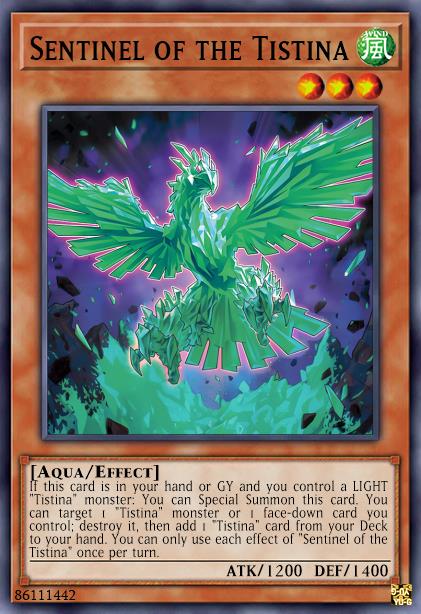 SENTINEL OF THE TISTINA
WIND
風
[AQUA/EFFECT]
If this card is in your hand or GY and you control a LIGHT
"Tistina" monster: You can Special Summon this card. You
can target 1 "Tistina" monster or 1 face-down card you
control; destroy it, then add 1 "Tistina" card from your Deck
to your hand. You can only use each effect of "Sentinel of the
Tistina" once per turn.
ATK/1200 DEF/1400
86111442